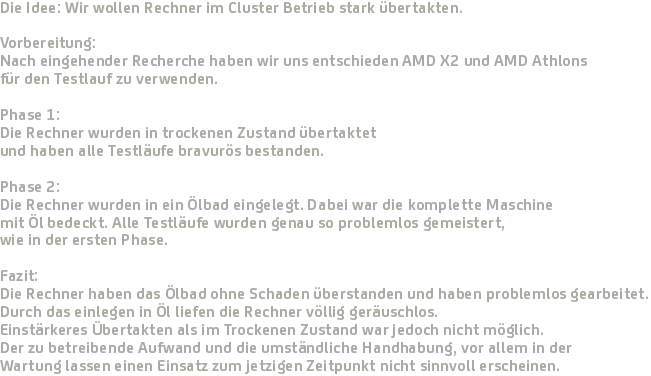 Die Idee: Wir wollen Rechner im Cluster Betrieb stark übertakten.
Vorbereitung:
Nach eingehender Recherche haben wir uns entschieden AMD X2 und AMD Athlons
für den Testlauf zu verwenden.
Phase 1:
Die Rechner wurden in trockenen Zustand übertaktet
und haben alle Testläufe bravurös bestanden.
Phase 2:
Die Rechner wurden in ein Ölbad eingelegt. Dabei war die komplette Maschine
mit Öl bedeckt. Alle Testläufe wurden genau so problemlos gemeistert,
wie in der ersten Phase.
Fazit:
Die Rechner haben das Ölbad ohne Schaden überstanden und haben problemlos gearbeitet.
Durch das einlegen in Öl liefen die Rechner völlig geräuschlos.
Einstärkeres Übertakten als im Trockenen Zustand war jedoch nicht möglich.
Der zu betreibende Aufwand und die umständliche Handhabung, vor allem in der
Wartung lassen einen Einsatz zum jetzigen Zeitpunkt nicht sinnvoll erscheinen.